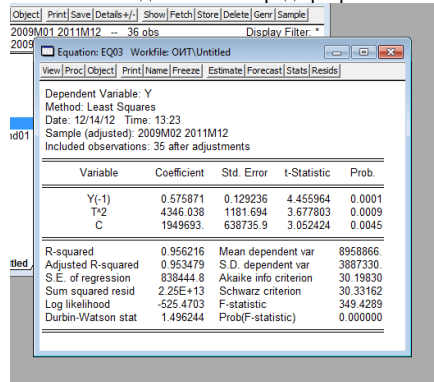 Object Print Save Details+/- Show Fetch Store Delete Genr Sample
2009M01 2011M12 -- 36 obs Display Filter: *
2009
Equation: EQ03 Workfile: ОИТ\Untitled
View Proc Object Print Name Freeze Estimate Forecast Stats Resids
Dependent Variable: Y
Method: Least Squares
Date: 12/14/12 Time: 13:23
nd01
Sample (adjusted): 2009M02 2011M12
Included observations: 35 after adjustments
Variable Coefficient Std. Error t-Statistic Prob.
Y(-1) 0.575871 0.129236 4.455964 0.0001
T^2 4346.038 1181.694 3.677803 0.0009
C 1949693. 638735.9 3.052424 0.0045
R-squared 0.956216 Mean dependent var 8958866.
Adjusted R-squared 0.953479 S.D. dependent var 3887330.
titled
S.E. of regression 838444.8 Akaike info criterion 30.19830
Sum squared resid 2.25E+13 Schwarz criterion 30.33162
Log likelihood -525.4703 F-statistic 349.4289
Durbin-Watson stat 1.496244 Prob(F-statistic) 0.000000